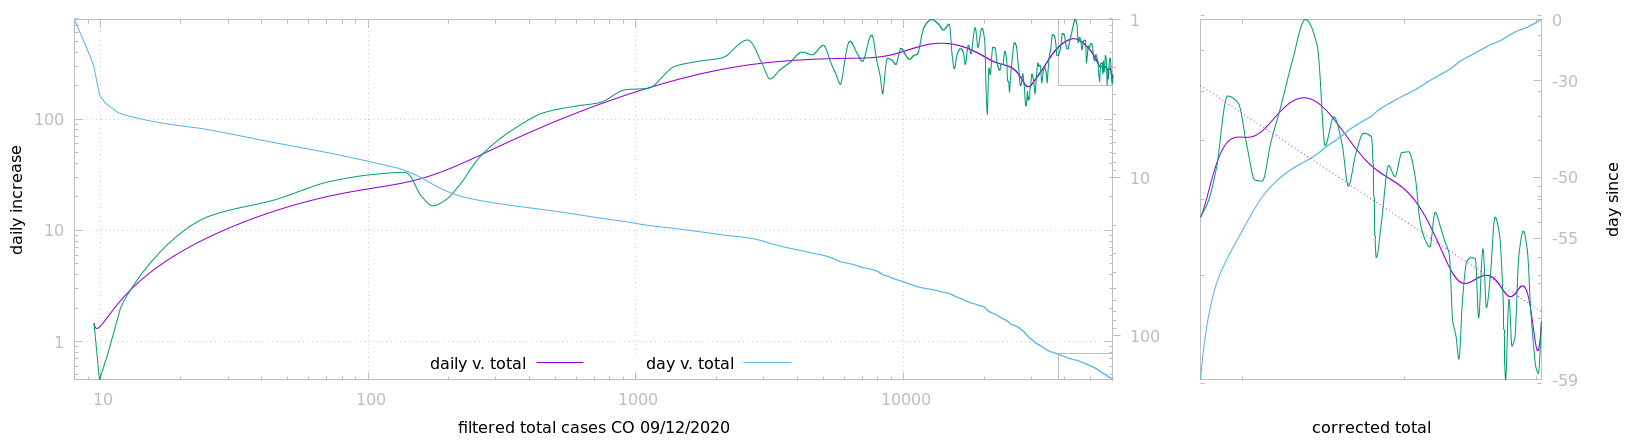 daily increase
100
10
1
10
100
1000
10000
1
10
100
daily v. total
day v. total
filtered total cases CO 09/12/2020
0
-30
-50
-55
-59
day since
corrected total